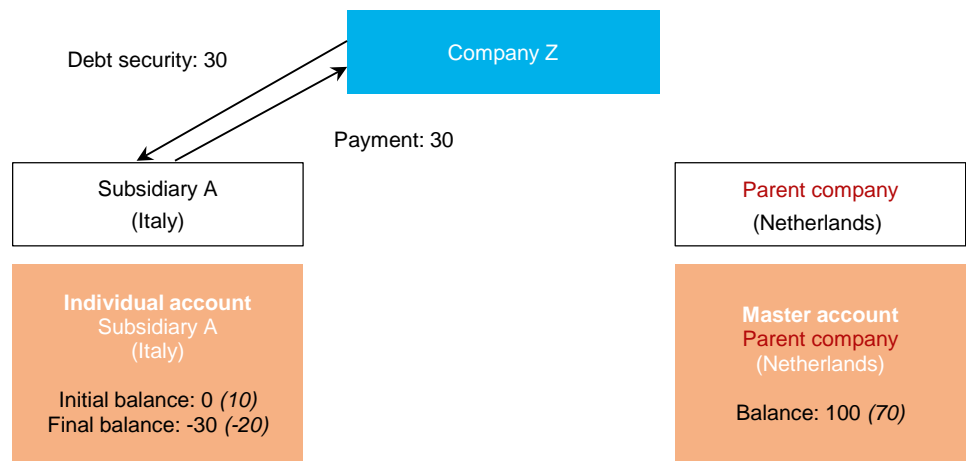 Company Z
Debt security: 30
Payment: 30
Subsidiary A
(Italy)
Parent company
(Netherlands)
Individual account
Subsidiary A
(Italy)
Initial balance: 0 (10)
Final balance: -30 (-20)
Master account
Parent company
(Netherlands)
Balance: 100 (70)